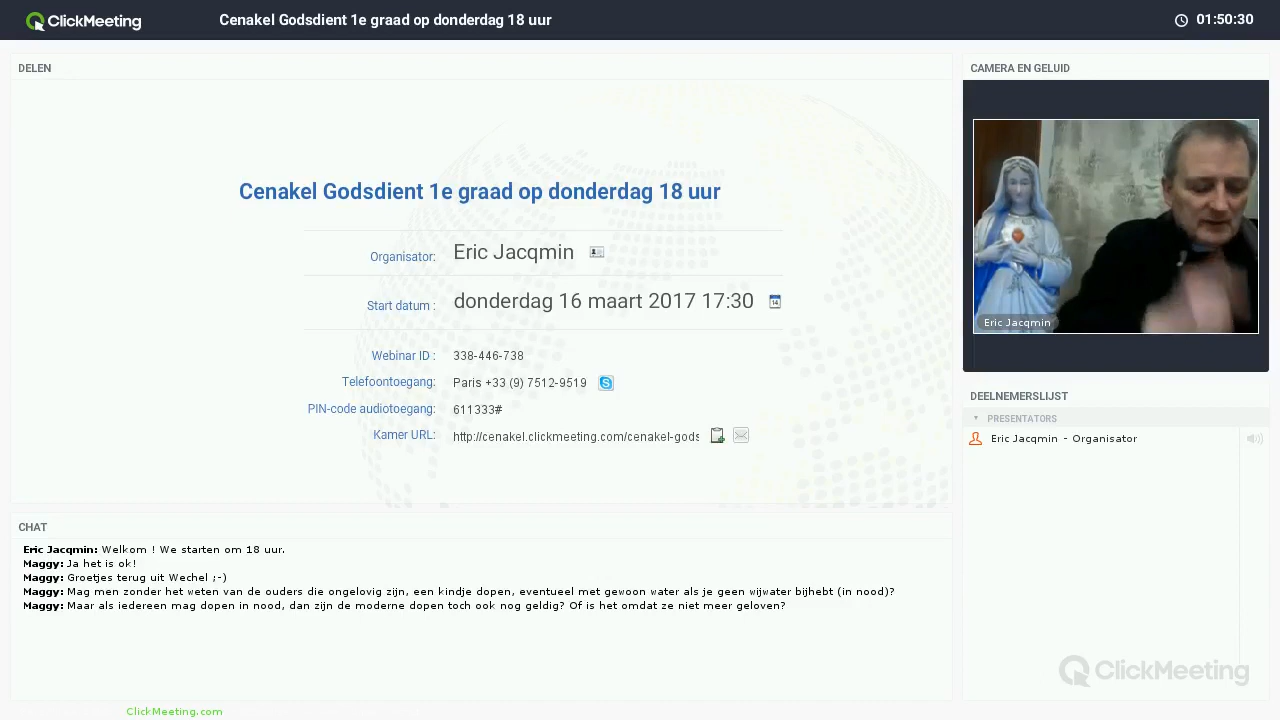 ClickMeeting
Cenakel Godsdient 1e graad op donderdag 18 uur
01:50:30
DELEN
Cenakel Godsdient 1e graad op donderdag 18 uur
Organisator: Eric Jacqmin
Start datum : donderdag 16 maart 2017 17:30
14
Webinar ID : 338-446-738
Telefoontoegang: Paris +33 (9) 7512-9519
PIN-code audiotoegang: 611333#
Kamer URL: http://cenakel.clickmeeting.com/cenakel-gods
CHAT
Eric Jacqmin: Welkom ! We starten om 18 uur.
Maggy: Ja het is ok!
Maggy: Groetjes terug uit Wechel ;-)
Maggy: Mag men zonder het weten van de ouders die ongelovig zijn, een kindje dopen, eventueel met gewoon water als je geen wijwater bijhebt (in nood)?
Maggy: Maar als iedereen mag dopen in nood, dan zijn de moderne dopen toch ook nog geldig? Of is het omdat ze niet meer geloven?
ClickMeeting.com
CAMERA EN GELUID
Eric Jacqmin
DEELNEMERSLIJST
PRESENTATORS
Eric Jacqmin - Organisator
ClickMeeting